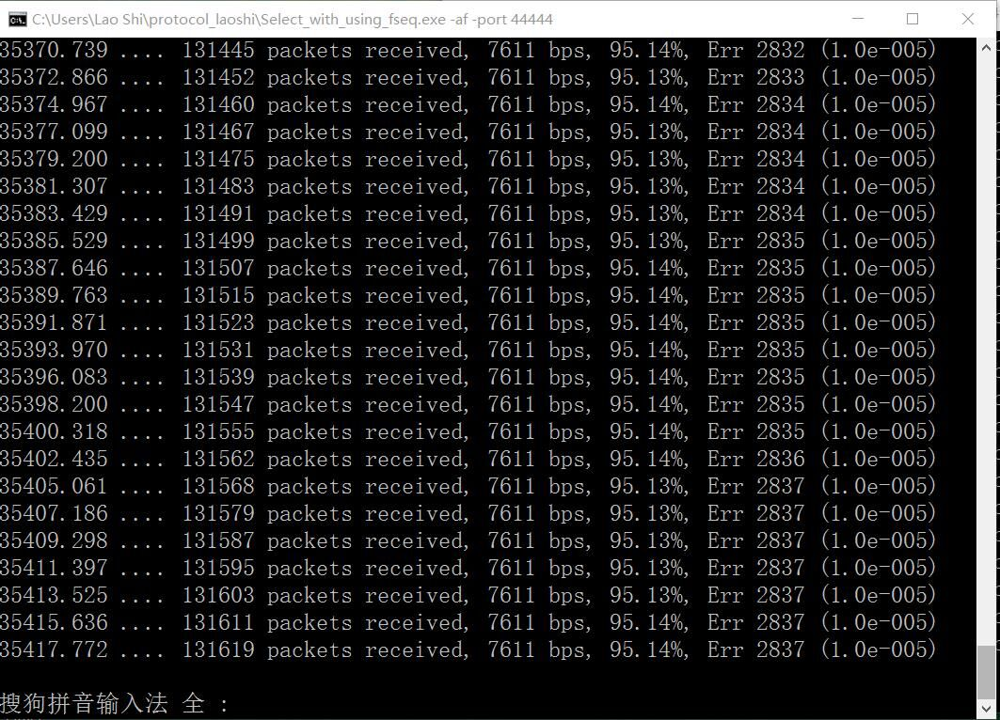 C:\Users\Lao Shi\protocol_laoshi\Select_with_using_fseq.exe -af -port 44444
35370.739 .... 131445 packets received, 7611 bps, 95.14%, Err 2832 (1.0e-005)
35372.866 .... 131452 packets received, 7611 bps, 95.13%, Err 2833 (1.0e-005)
35374.967 .... 131460 packets received, 7611 bps, 95.14%, Err 2834 (1.0e-005)
35377.099 .... 131467 packets received, 7611 bps, 95.13%, Err 2834 (1.0e-005)
35379.200 .... 131475 packets received, 7611 bps, 95.13%, Err 2834 (1.0e-005)
35381.307 .... 131483 packets received, 7611 bps, 95.13%, Err 2834 (1.0e-005)
35383.429 .... 131491 packets received, 7611 bps, 95.14%, Err 2834 (1.0e-005)
35385.529 .... 131499 packets received, 7611 bps, 95.13%, Err 2835 (1.0e-005)
35387.646 .... 131507 packets received, 7611 bps, 95.14%, Err 2835 (1.0e-005)
35389.763 .... 131515 packets received, 7611 bps, 95.14%, Err 2835 (1.0e-005)
35391.871 .... 131523 packets received, 7611 bps, 95.14%, Err 2835 (1.0e-005)
35393.970 .... 131531 packets received, 7611 bps, 95.14%, Err 2835 (1.0e-005)
35396.083 .... 131539 packets received, 7611 bps, 95.14%, Err 2835 (1.0e-005)
35398.200 .... 131547 packets received, 7611 bps, 95.14%, Err 2835 (1.0e-005)
35400.318 .... 131555 packets received, 7611 bps, 95.14%, Err 2835 (1.0e-005)
35402.435 .... 131562 packets received, 7611 bps, 95.14%, Err 2836 (1.0e-005)
35405.061 .... 131568 packets received, 7611 bps, 95.13%, Err 2837 (1.0e-005)
35407.186 .... 131579 packets received, 7611 bps, 95.13%, Err 2837 (1.0e-005)
35409.298 .... 131587 packets received, 7611 bps, 95.13%, Err 2837 (1.0e-005)
35411.397 .... 131595 packets received, 7611 bps, 95.13%, Err 2837 (1.0e-005)
35413.525 .... 131603 packets received, 7611 bps, 95.13%, Err 2837 (1.0e-005)
35415.636 .... 131611 packets received, 7611 bps, 95.14%, Err 2837 (1.0e-005)
35417.772 .... 131619 packets received, 7611 bps, 95.14%, Err 2837 (1.0e-005)
搜狗拼音输入法 全 :